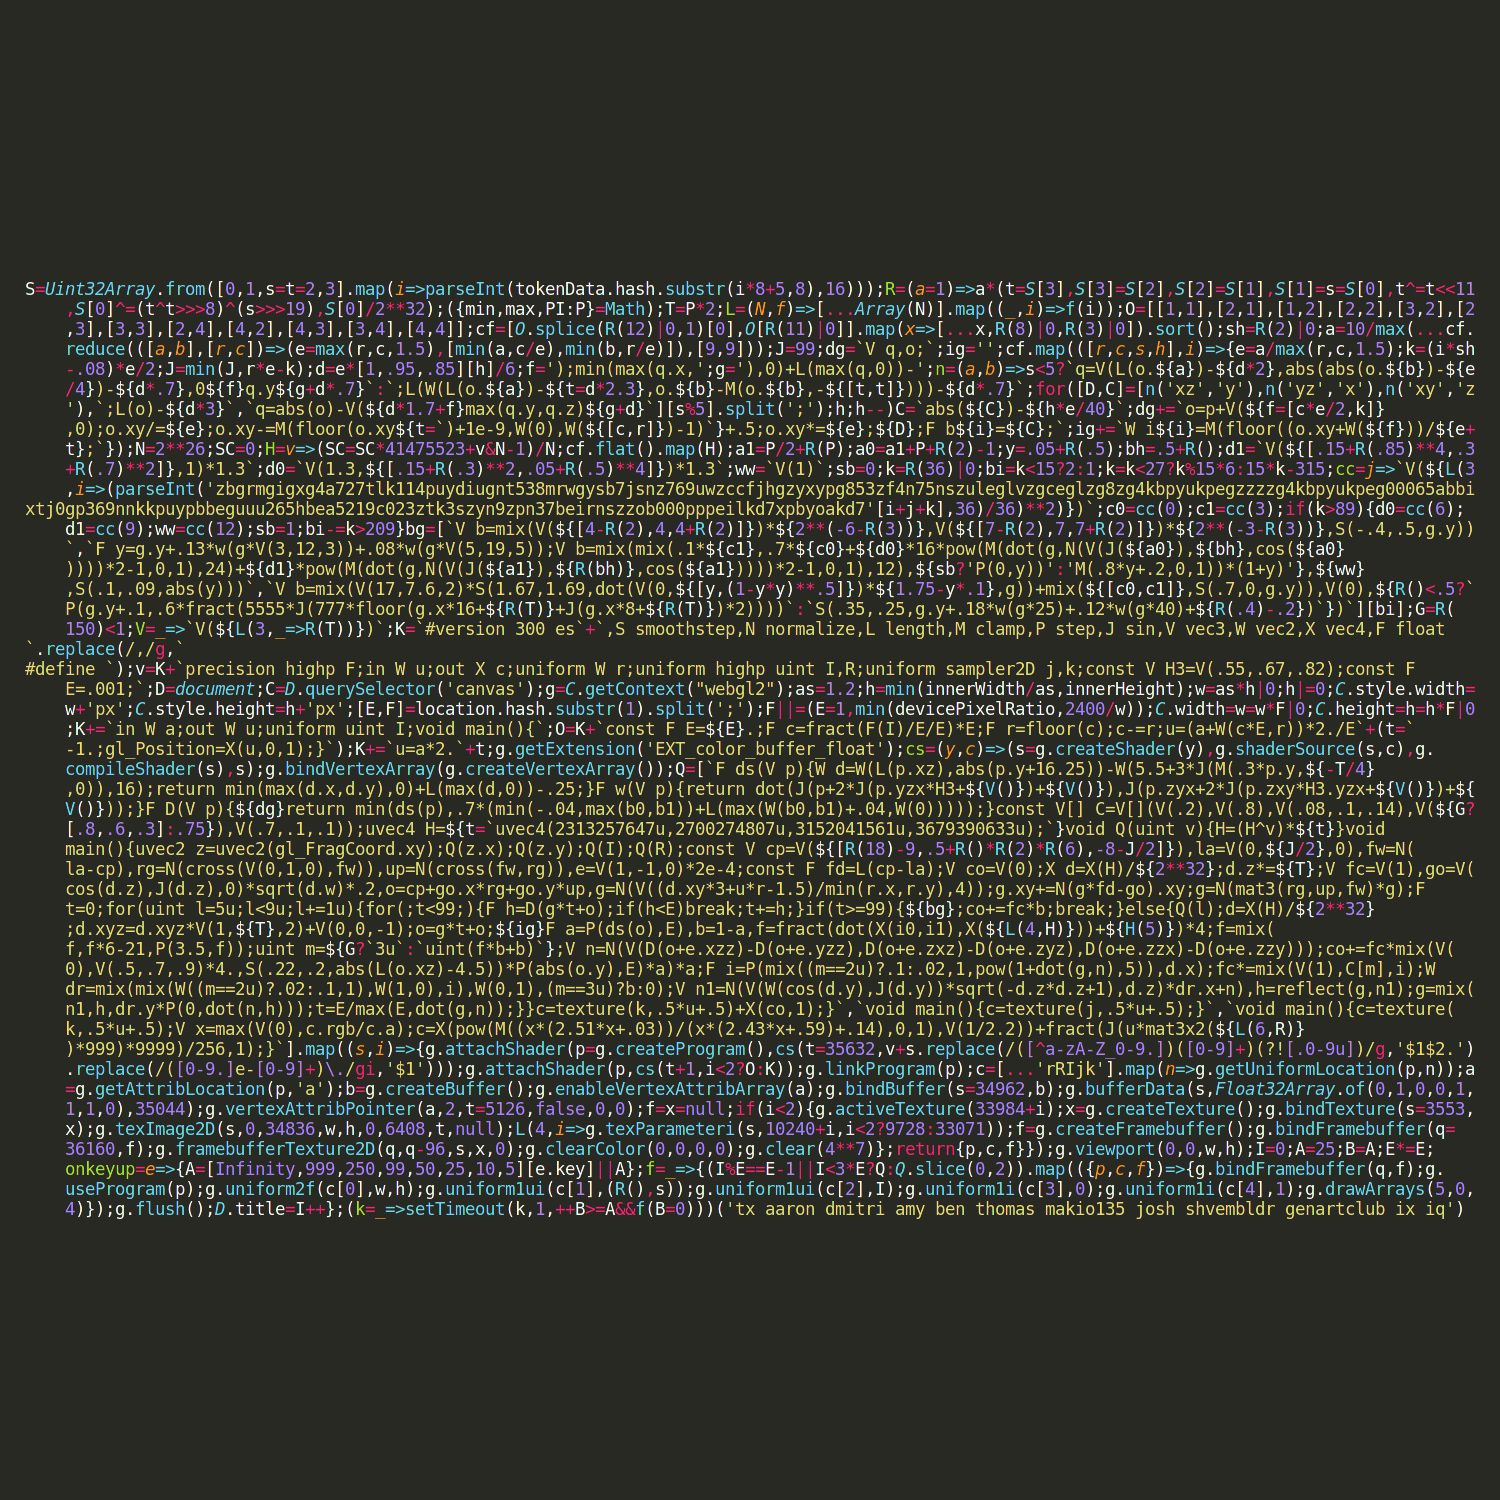 S=Uint32Array.from([0,1,s=t=2,3].map(i=>parseInt(tokenData.hash.substr(i*8+5,8),16)));R=(a=1)=>a*(t=S[3],S[3]=S[2],S[2]=S[1],S[1]=s=S[0],t^=t<<11
,S[0]^=(t^t>>>8)^(s>>>19),S[0]/2**32);({min,max,PI:P}=Math);T=P*2;L=(N,f)=>[...Array(N)].map((_,i)=>f(i));O=[[1,1],[2,1],[1,2],[2,2],[3,2],[2
,3],[3,3],[2,4],[4,2],[4,3],[3,4],[4,4]];cf=[O.splice(R(12)|0,1)[0],O[R(11)|0]].map(x=>[...x,R(8)|0,R(3)|0]).sort();sh=R(2)|0;a=10/max(...cf.
reduce(([a,b],[r,c])=>(e=max(r,c,1.5),[min(a,c/e),min(b,r/e)]),[9,9]));J=99;dg=`V q,o;`;ig='';cf.map(([r,c,s,h],i)=>{e=a/max(r,c,1.5);k=(i*sh
-.08)*e/2;J=min(J,r*e-k);d=e*[1,.95,.85][h]/6;f=');min(max(q.x,';g='),0)+L(max(q,0))-';n=(a,b)=>s<5?`q=V(L(o.${a})-${d*2},abs(abs(o.${b})-${e
/4})-${d*.7},0${f}q.y${g+d*.7}`:`;L(W(L(o.${a})-${t=d*2.3},o.${b}-M(o.${b},-${[t,t]})))-${d*.7}`;for([D,C]=[n('xz','y'),n('yz','x'),n('xy','z
'),`;L(o)-${d*3}`,`q=abs(o)-V(${d*1.7+f}max(q.y,q.z)${g+d}`][s%5].split(';');h;h--)C=`abs(${C})-${h*e/40}`;dg+=`o=p+V(${f=[c*e/2,k]}
,0);o.xy/=${e};o.xy-=M(floor(o.xy${t=`)+1e-9,W(0),W(${[c,r]})-1)`}+.5;o.xy*=${e};${D};F b${i}=${C};`;ig+=`W i${i}=M(floor((o.xy+W(${f}))/${e+
t};`});N=2**26;SC=0;H=v=>(SC=SC*41475523+v&N-1)/N;cf.flat().map(H);a1=P/2+R(P);a0=a1+P+R(2)-1;y=.05+R(.5);bh=.5+R();d1=`V(${[.15+R(.85)**4,.3
+R(.7)**2]},1)*1.3`;d0=`V(1.3,${[.15+R(.3)**2,.05+R(.5)**4]})*1.3`;ww=`V(1)`;sb=0;k=R(36)|0;bi=k<15?2:1;k=k<27?k%15*6:15*k-315;cc=j=>`V(${L(3
,i=>(parseInt('zbgrmgigxg4a727tlk114puydiugnt538mrwgysb7jsnz769uwzccfjhgzyxypg853zf4n75nszuleglvzgceglzg8zg4kbpyukpegzzzzg4kbpyukpeg00065abbi
xtj0gp369nnkkpuypbbeguuu265hbea5219c023ztk3szyn9zpn37beirnszzob000pppeilkd7xpbyoakd7'[i+j+k],36)/36)**2)})`;c0=cc(0);c1=cc(3);if(k>89){d0=cc(6);
d1=cc(9);ww=cc(12);sb=1;bi-=k>209}bg=[`V b=mix(V(${[4-R(2),4,4+R(2)]})*${2**(-6-R(3))},V(${[7-R(2),7,7+R(2)]})*${2**(-3-R(3))},S(-.4,.5,g.y))
`,`F y=g.y+.13*w(g*V(3,12,3))+.08*w(g*V(5,19,5));V b=mix(mix(.1*${c1},.7*${c0}+${d0}*16*pow(M(dot(g,N(V(J(${a0}),${bh},cos(${a0}
))))*2-1,0,1),24)+${d1}*pow(M(dot(g,N(V(J(${a1}),${R(bh)},cos(${a1}))))*2-1,0,1),12),${sb?'P(0,y))':'M(.8*y+.2,0,1))*(1+y)'},${ww}
,S(.1,.09,abs(y)))`,`V b=mix(V(17,7.6,2)*S(1.67,1.69,dot(V(0,${[y,(1-y*y)**.5]})*${1.75-y*.1},g))+mix(${[c0,c1]},S(.7,0,g.y)),V(0),${R()<.5?`
P(g.y+.1,.6*fract(5555*J(777*floor(g.x*16+${R(T)}+J(g.x*8+${R(T)})*2))))`:`S(.35,.25,g.y+.18*w(g*25)+.12*w(g*40)+${R(.4)-.2})`})`][bi];G=R(
150)<1;V=_=>`V(${L(3,_=>R(T))})`;K=`#version 300 es`+`,S smoothstep,N normalize,L length,M clamp,P step,J sin,V vec3,W vec2,X vec4,F float
`.replace(/,/g,`
#define `);v=K+`precision highp F;in W u;out X c;uniform W r;uniform highp uint I,R;uniform sampler2D j,k;const V H3=V(.55,.67,.82);const F
E=.001;`;D=document;C=D.querySelector('canvas');g=C.getContext("webgl2");as=1.2;h=min(innerWidth/as,innerHeight);w=as*h|0;h|=0;C.style.width=
w+'px';C.style.height=h+'px';[E,F]=location.hash.substr(1).split(';');F||=(E=1,min(devicePixelRatio,2400/w));C.width=w=w*F|0;C.height=h=h*F|0
;K+=`in W a;out W u;uniform uint I;void main(){`;O=K+`const F E=${E}.;F c=fract(F(I)/E/E)*E;F r=floor(c);c-=r;u=(a+W(c*E,r))*2./E`+(t=`
-1.;gl_Position=X(u,0,1);}`);K+=`u=a*2.`+t;g.getExtension('EXT_color_buffer_float');cs=(y,c)=>(s=g.createShader(y),g.shaderSource(s,c),g.
compileShader(s),s);g.bindVertexArray(g.createVertexArray());Q=[`F ds(V p){W d=W(L(p.xz),abs(p.y+16.25))-W(5.5+3*J(M(.3*p.y,${-T/4}
,0)),16);return min(max(d.x,d.y),0)+L(max(d,0))-.25;}F w(V p){return dot(J(p+2*J(p.yzx*H3+${V()})+${V()}),J(p.zyx+2*J(p.zxy*H3.yzx+${V()})+${
V()}));}F D(V p){${dg}return min(ds(p),.7*(min(-.04,max(b0,b1))+L(max(W(b0,b1)+.04,W(0)))));}const V[] C=V[](V(.2),V(.8),V(.08,.1,.14),V(${G?
[.8,.6,.3]:.75}),V(.7,.1,.1));uvec4 H=${t=`uvec4(2313257647u,2700274807u,3152041561u,3679390633u);`}void Q(uint v){H=(H^v)*${t}}void
main(){uvec2 z=uvec2(gl_FragCoord.xy);Q(z.x);Q(z.y);Q(I);Q(R);const V cp=V(${[R(18)-9,.5+R()*R(2)*R(6),-8-J/2]}),la=V(0,${J/2},0),fw=N(
la-cp),rg=N(cross(V(0,1,0),fw)),up=N(cross(fw,rg)),e=V(1,-1,0)*2e-4;const F fd=L(cp-la);V co=V(0);X d=X(H)/${2**32};d.z*=${T};V fc=V(1),go=V(
cos(d.z),J(d.z),0)*sqrt(d.w)*.2,o=cp+go.x*rg+go.y*up,g=N(V((d.xy*3+u*r-1.5)/min(r.x,r.y),4));g.xy+=N(g*fd-go).xy;g=N(mat3(rg,up,fw)*g);F
t=0;for(uint l=5u;l<9u;l+=1u){for(;t<99;){F h=D(g*t+o);if(h<E)break;t+=h;}if(t>=99){${bg};co+=fc*b;break;}else{Q(l);d=X(H)/${2**32}
;d.xyz=d.xyz*V(1,${T},2)+V(0,0,-1);o=g*t+o;${ig}F a=P(ds(o),E),b=1-a,f=fract(dot(X(i0,i1),X(${L(4,H)}))+${H(5)})*4;f=mix(
f,f*6-21,P(3.5,f));uint m=${G?`3u`:`uint(f*b+b)`};V n=N(V(D(o+e.xzz)-D(o+e.yzz),D(o+e.zxz)-D(o+e.zyz),D(o+e.zzx)-D(o+e.zzy)));co+=fc*mix(V(
0),V(.5,.7,.9)*4.,S(.22,.2,abs(L(o.xz)-4.5))*P(abs(o.y),E)*a)*a;F i=P(mix((m==2u)?.1:.02,1,pow(1+dot(g,n),5)),d.x);fc*=mix(V(1),C[m],i);W
dr=mix(mix(W((m==2u)?.02:.1,1),W(1,0),i),W(0,1),(m==3u)?b:0);V n1=N(V(W(cos(d.y),J(d.y))*sqrt(-d.z*d.z+1),d.z)*dr.x+n),h=reflect(g,n1);g=mix(
n1,h,dr.y*P(0,dot(n,h)));t=E/max(E,dot(g,n));}}c=texture(k,.5*u+.5)+X(co,1);}`,`void main(){c=texture(j,.5*u+.5);}`,`void main(){c=texture(
k,.5*u+.5);V x=max(V(0),c.rgb/c.a);c=X(pow(M((x*(2.51*x+.03))/(x*(2.43*x+.59)+.14),0,1),V(1/2.2))+fract(J(u*mat3x2(${L(6,R)}
)*999)*9999)/256,1);}`].map((s,i)=>{g.attachShader(p=g.createProgram(),cs(t=35632,v+s.replace(/([^a-zA-Z_0-9.])([0-9]+)(?![.0-9u])/g,'$1$2.')
.replace(/([0-9.]e-[0-9]+)\./gi,'$1')));g.attachShader(p,cs(t+1,i<2?O:K));g.linkProgram(p);c=[...'rRIjk'].map(n=>g.getUniformLocation(p,n));a
=g.getAttribLocation(p,'a');b=g.createBuffer();g.enableVertexAttribArray(a);g.bindBuffer(s=34962,b);g.bufferData(s,Float32Array.of(0,1,0,0,1,
1,1,0),35044);g.vertexAttribPointer(a,2,t=5126,false,0,0);f=x=null;if(i<2){g.activeTexture(33984+i);x=g.createTexture();g.bindTexture(s=3553,
x);g.texImage2D(s,0,34836,w,h,0,6408,t,null);L(4,i=>g.texParameteri(s,10240+i,i<2?9728:33071));f=g.createFramebuffer();g.bindFramebuffer(q=
36160,f);g.framebufferTexture2D(q,q-96,s,x,0);g.clearColor(0,0,0,0);g.clear(4**7)};return{p,c,f}});g.viewport(0,0,w,h);I=0;A=25;B=A;E*=E;
onkeyup=e=>{A=[Infinity,999,250,99,50,25,10,5][e.key]||A};f=_=>{(I%E==E-1||I<3*E?Q:Q.slice(0,2)).map(({p,c,f})=>{g.bindFramebuffer(q,f);g.
useProgram(p);g.uniform2f(c[0],w,h);g.uniform1ui(c[1],(R(),s));g.uniform1ui(c[2],I);g.uniform1i(c[3],0);g.uniform1i(c[4],1);g.drawArrays(5,0,
4)});g.flush();D.title=I++};(k=_=>setTimeout(k,1,++B>=A&&f(B=0)))('tx aaron dmitri amy ben thomas makio135 josh shvembldr genartclub ix iq')